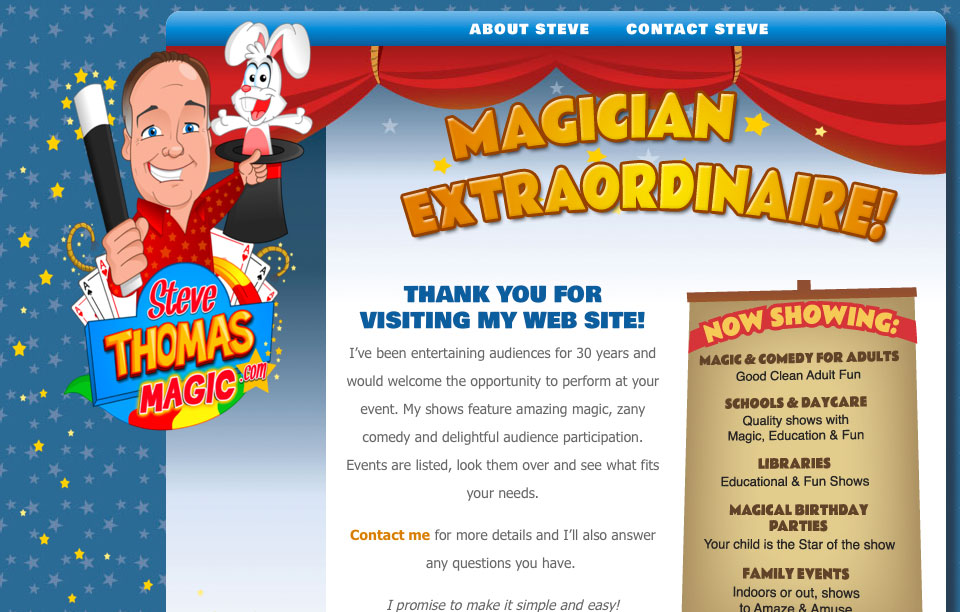 ABOUT STEVE
CONTACT STEVE
MAGICIAN
EXTRAORDINAIRE!
Steve
THOMAS
MAGIC.com
A
A
A
A
THANK YOU FOR
VISITING MY WEB SITE!
I've been entertaining audiences for 30 years and
would welcome the opportunity to perform at your
event. My shows feature amazing magic, zany
comedy and delightful audience participation.
Events are listed, look them over and see what fits
your needs.
Contact me for more details and I'll also answer
any questions you have.
I promise to make it simple and easy!
NOW SHOWING:
MAGIC & COMEDY FOR ADULTS
Good Clean Adult Fun
SCHOOLS & DAYCARE
Quality shows with
Magic, Education & Fun
LIBRARIES
Educational & Fun Shows
MAGICAL BIRTHDAY
PARTIES
Your child is the Star of the show
FAMILY EVENTS
Indoors or out, shows
to Amaze & Amuse